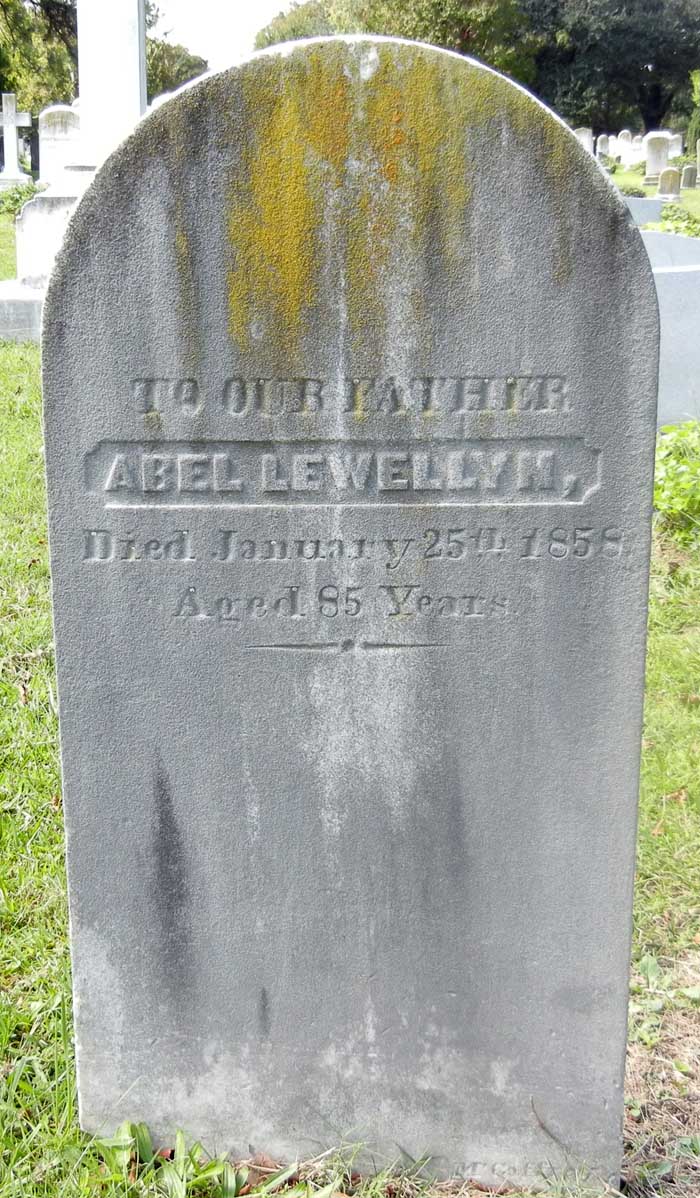 TO OUR FATHER
ABEL LEWELLYN,
Died January 25th 1858.
Aged 85 Years.